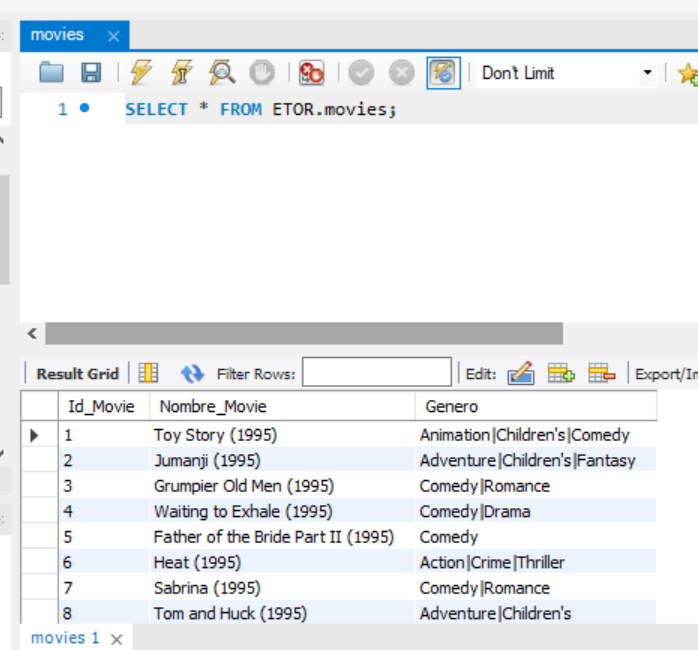 movies
Don't Limit
1 SELECT * FROM ETOR.movies;
Result Grid Filter Rows: Edit: Export/Im
Id_Movie Nombre_Movie Genero
1 Toy Story (1995) Animation|Children's|Comedy
2 Jumanji (1995) Adventure|Children's|Fantasy
3 Grumpier Old Men (1995) Comedy|Romance
4 Waiting to Exhale (1995) Comedy|Drama
5 Father of the Bride Part II (1995) Comedy
6 Heat (1995) Action|Crime|Thriller
7 Sabrina (1995) Comedy|Romance
8 Tom and Huck (1995) Adventure|Children's
movies 1